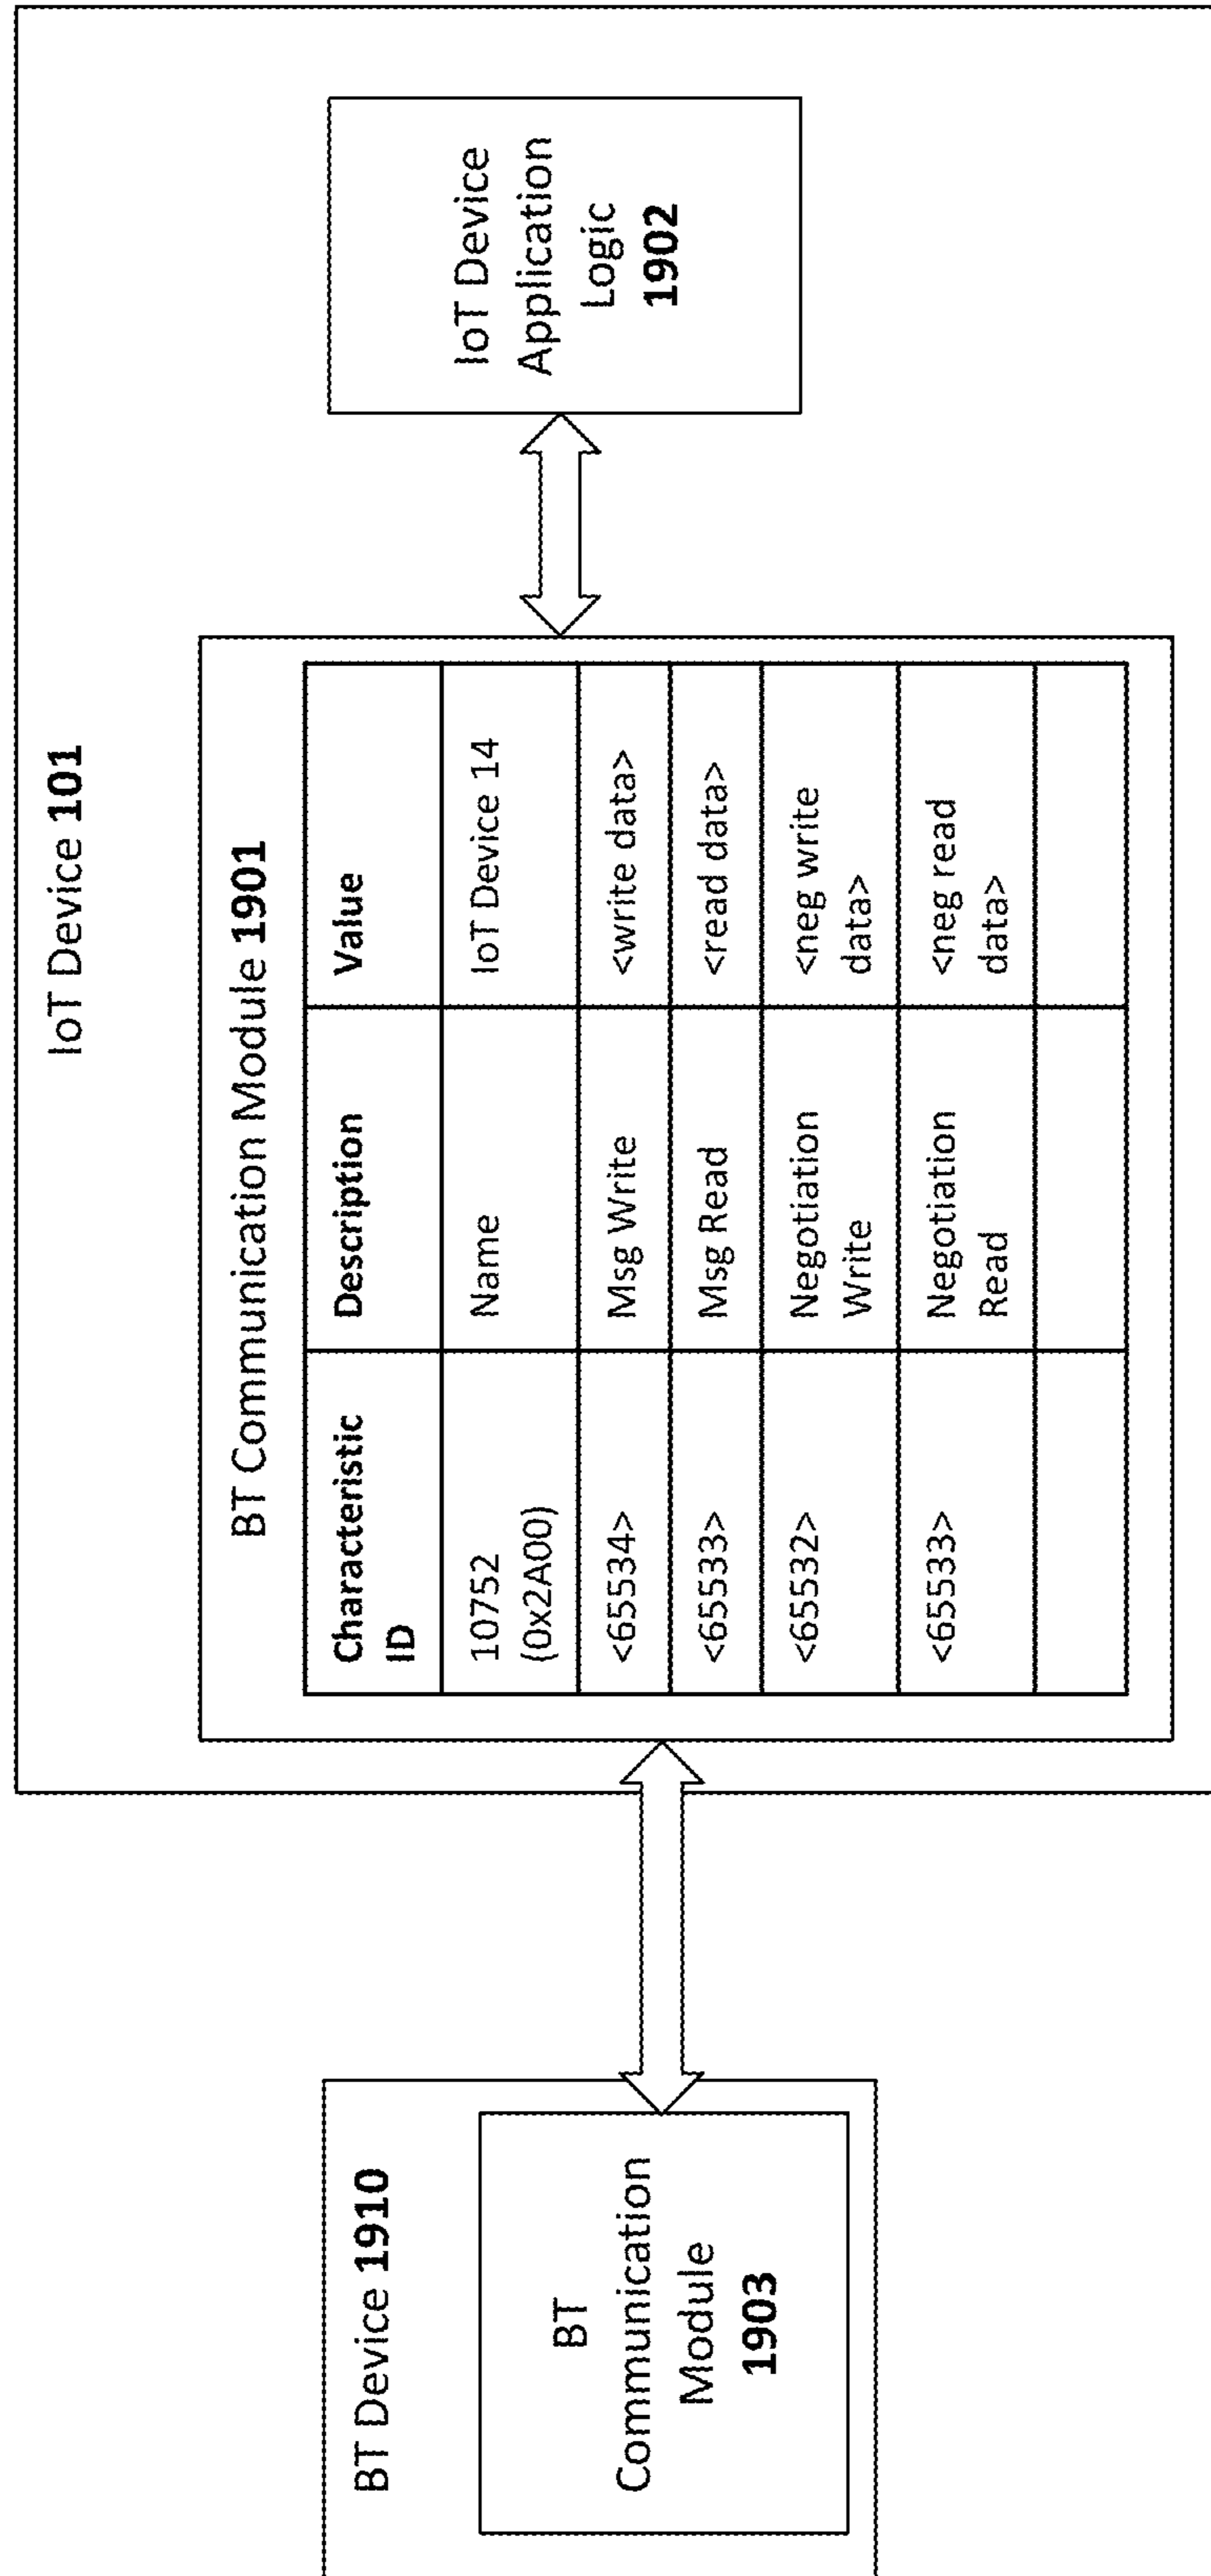 IoT Device 101
BT Communication Module 1901
Characteristic
ID
Description
Value
10752
(0x2A00)
Name
IoT Device 14
<65534>
Msg Write
<write data>
<65533>
Msg Read
<read data>
<65532>
Negotiation
Write
<neg write
data>
<65533>
Negotiation
Read
<neg read
data>
IoT Device
Application
Logic
1902
BT Device 1910
BT
Communication
Module
1903